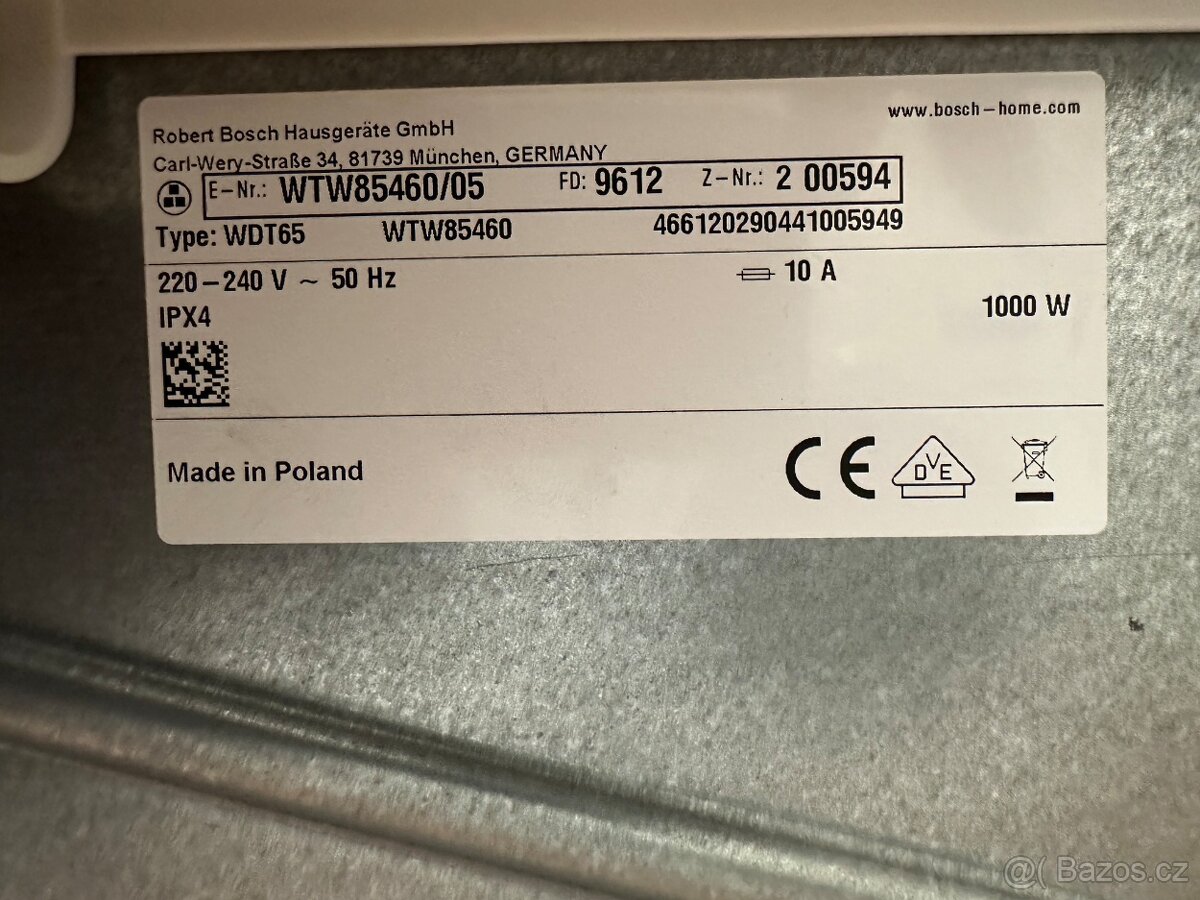 Robert Bosch Hausgeräte GmbH
www.bosch-home.com
Carl-Wery-Straße 34, 81739 München, GERMANY
E-Nr.: WTW85460/05 FD: 9612 Z-Nr.: 2 00594
Type: WDT65 WTW85460 466120290441005949
220-240 V ~ 50 Hz 10 A
IPX4 1000 W
Made in Poland
CE
DVE
@( Bazos.cz